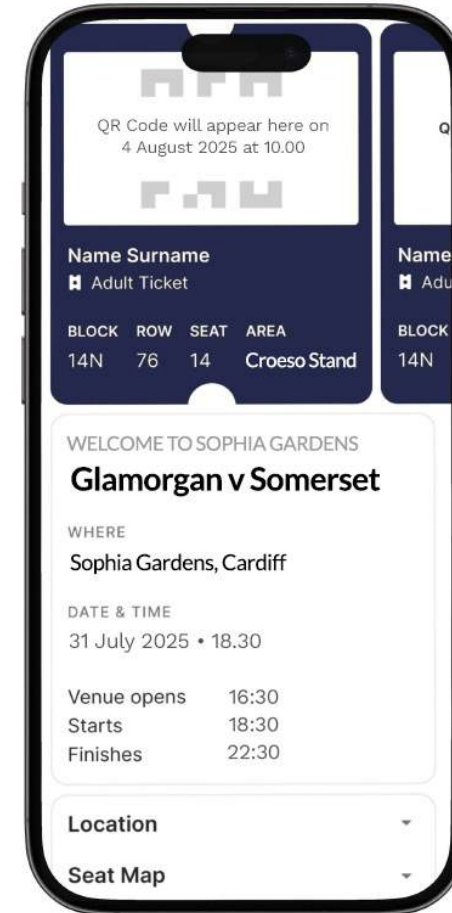 QR Code will appear here on
4 August 2025 at 10.00
Q
Name Surname
Adult Ticket
BLOCK ROW SEAT AREA
14N 76 14 Croeso Stand
Name
Adu
BLOCK
14N
WELCOME TO SOPHIA GARDENS
Glamorgan v Somerset
WHERE
Sophia Gardens, Cardiff
DATE & TIME
31 July 2025 • 18.30
Venue opens 16:30
Starts 18:30
Finishes 22:30
Location
Seat Map